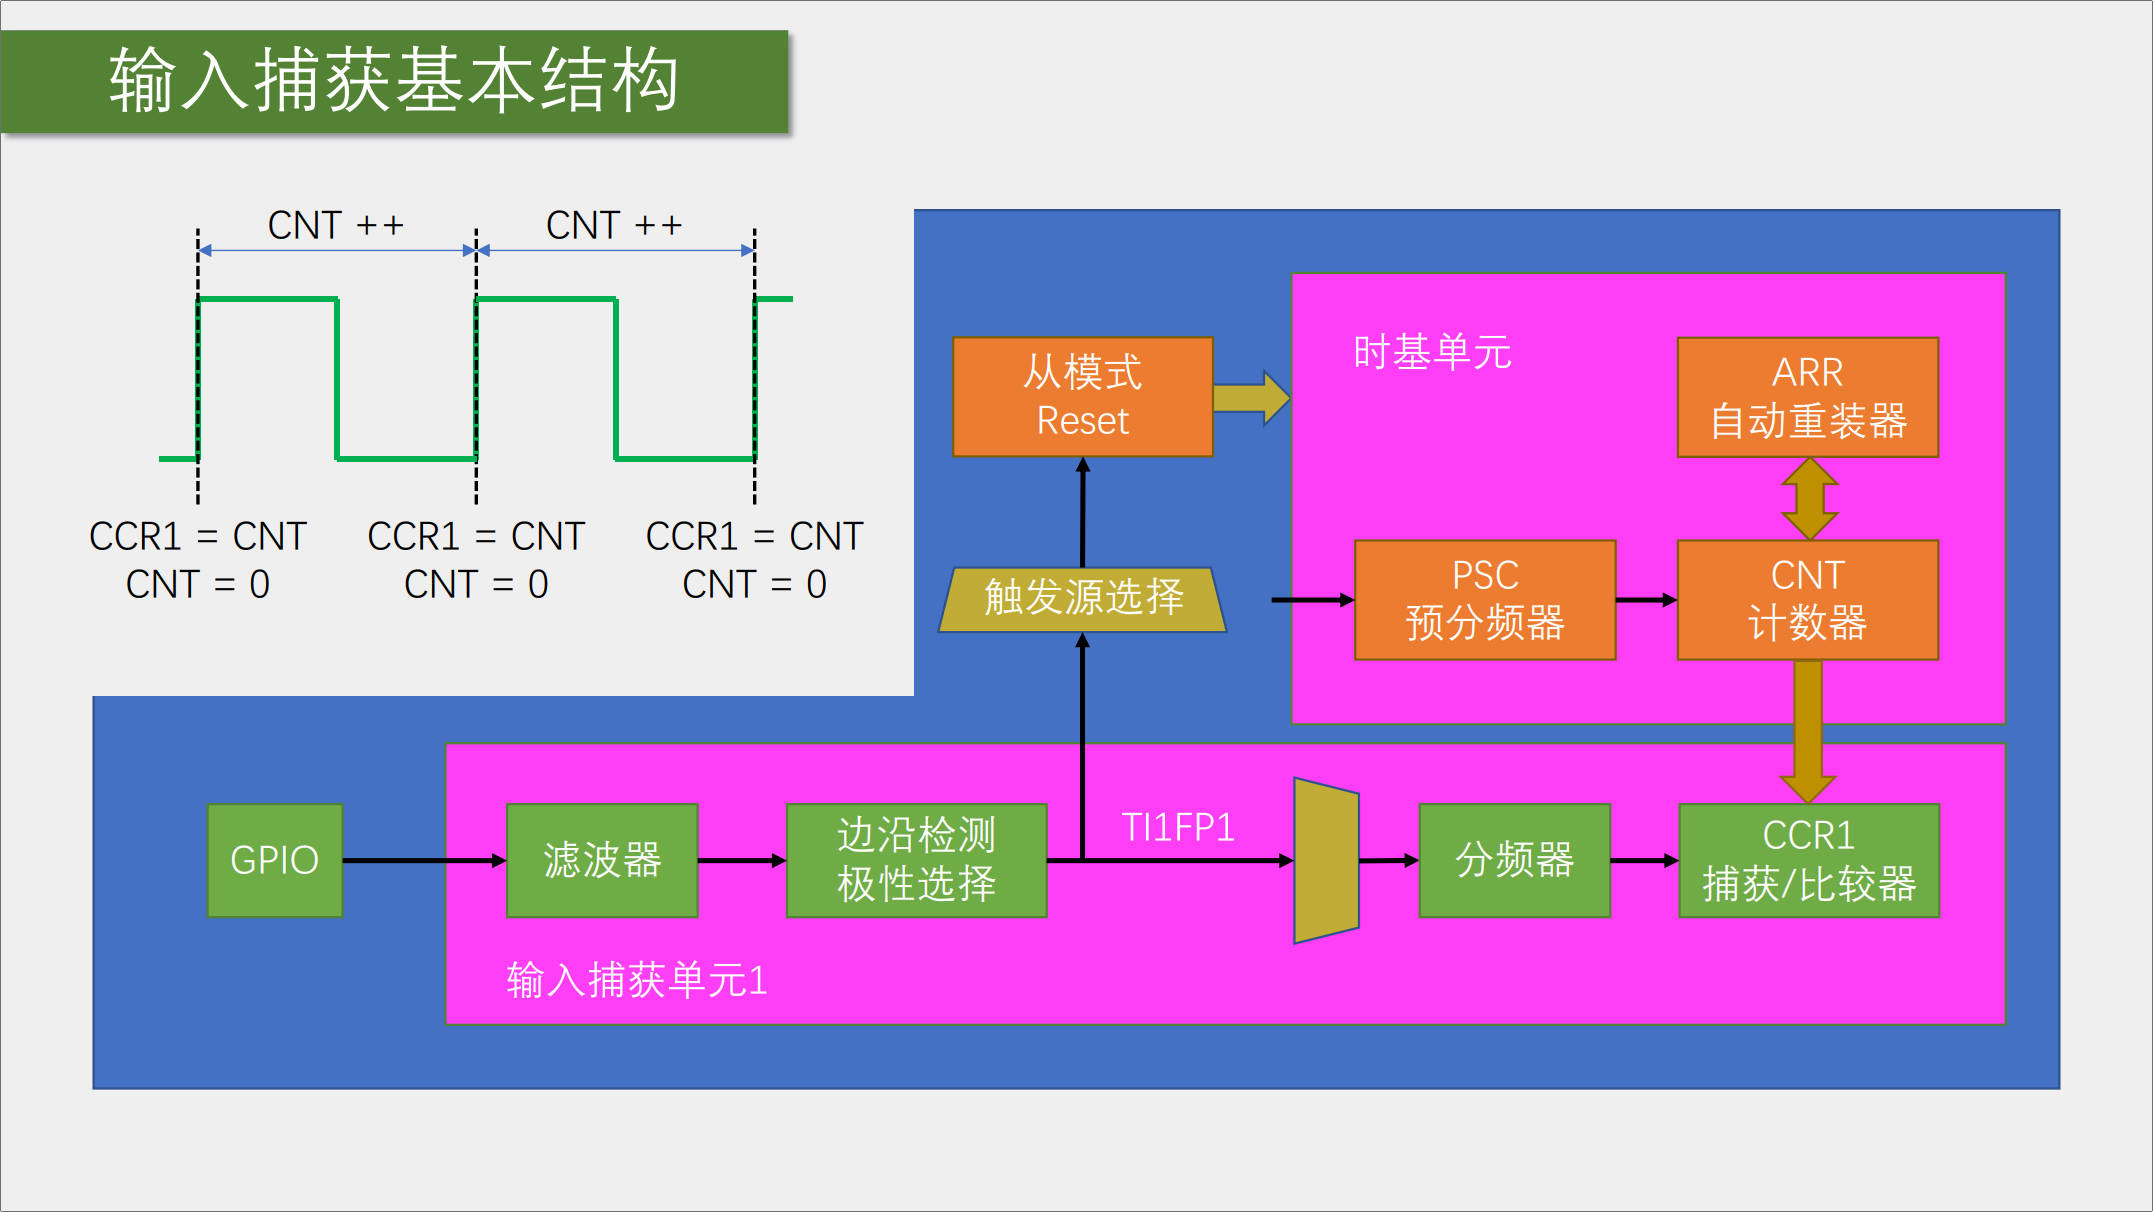 输入捕获基本结构
CNT ++
CNT ++
CCR1 = CNT
CNT = 0
CCR1 = CNT
CNT = 0
CCR1 = CNT
CNT = 0
从模式
Reset
时基单元
ARR
自动重装器
触发源选择
PSC
预分频器
CNT
计数器
GPIO
滤波器
边沿检测
极性选择
TI1FP1
分频器
CCR1
捕获/比较器
输入捕获单元1